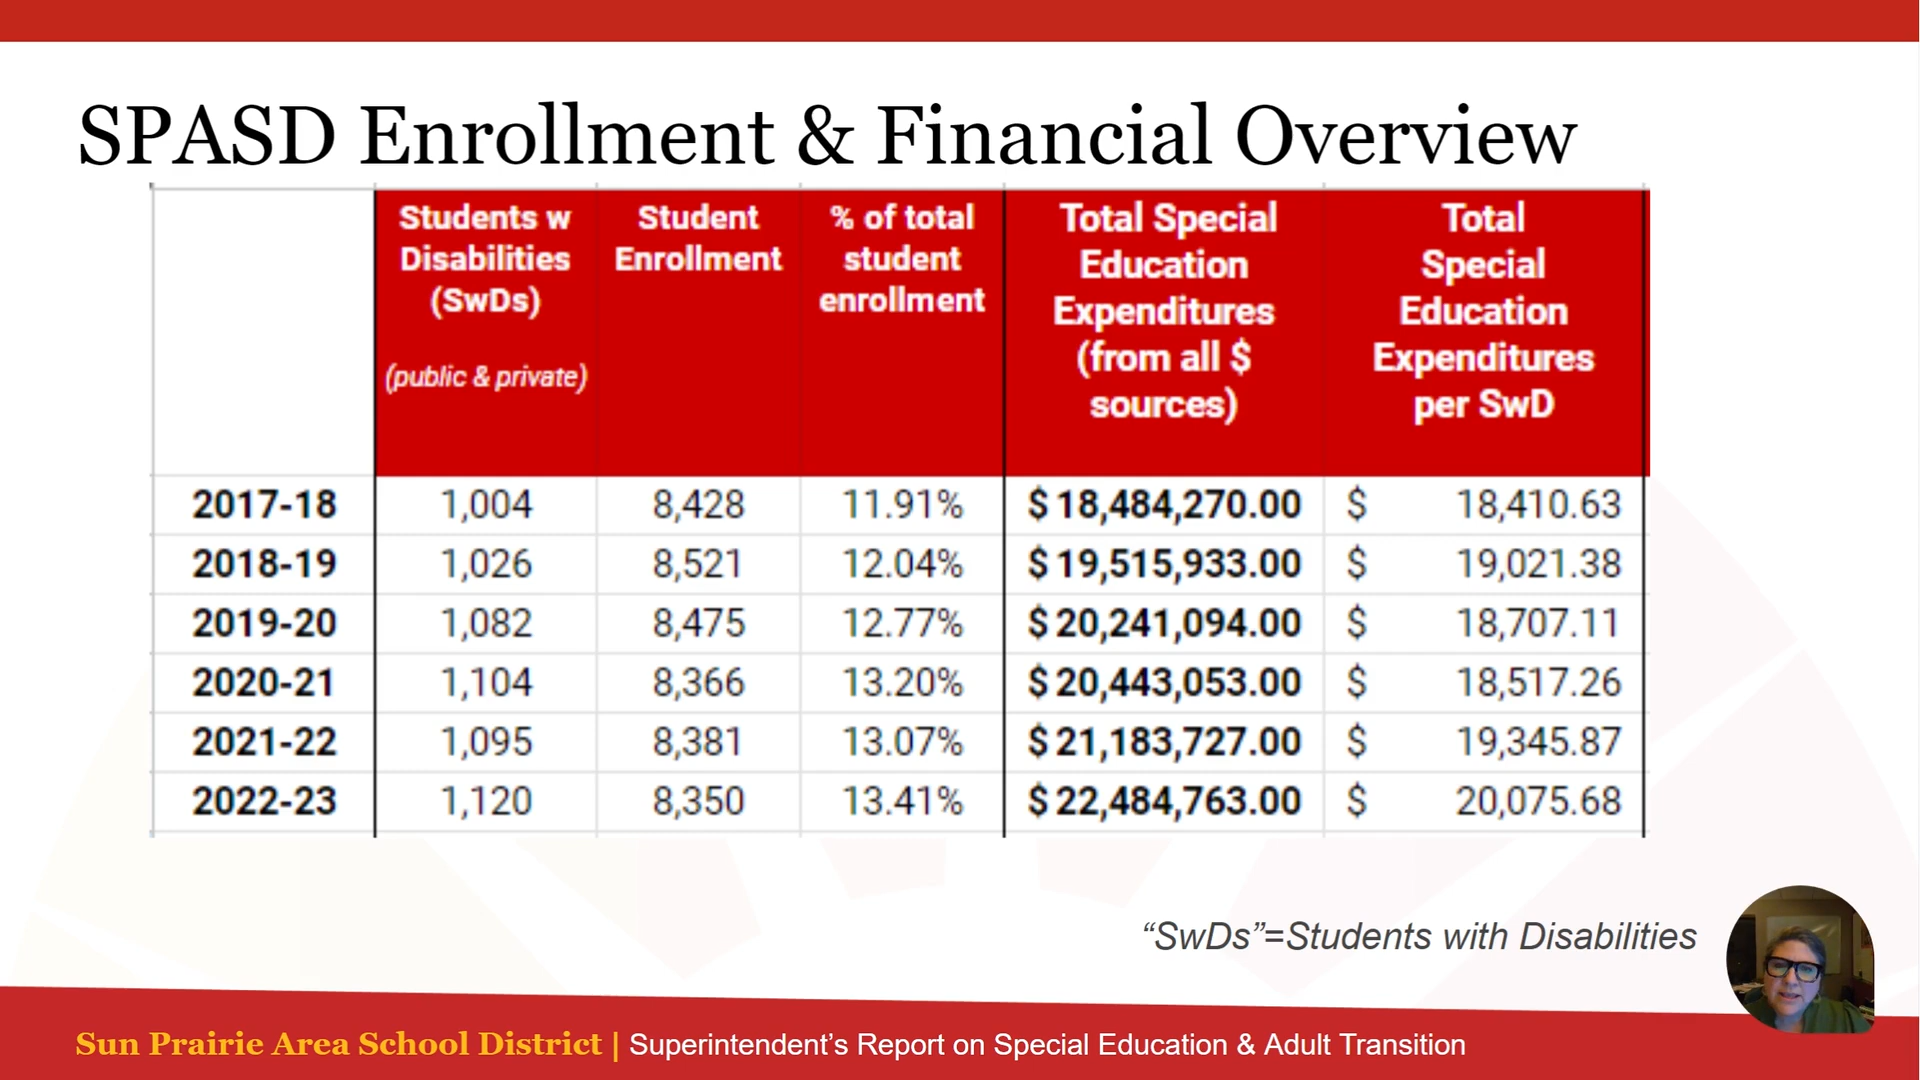 SPASD Enrollment & Financial Overview
Students w Disabilities (SwDs) (public & private)
Student Enrollment
% of total student enrollment
Total Special Education Expenditures (from all $ sources)
Total Special Education Expenditures per SwD
2017-18 1,004 8,428 11.91% $ 18,484,270.00 $ 18,410.63
2018-19 1,026 8,521 12.04% $ 19,515,933.00 $ 19,021.38
2019-20 1,082 8,475 12.77% $ 20,241,094.00 $ 18,707.11
2020-21 1,104 8,366 13.20% $ 20,443,053.00 $ 18,517.26
2021-22 1,095 8,381 13.07% $ 21,183,727.00 $ 19,345.87
2022-23 1,120 8,350 13.41% $ 22,484,763.00 $ 20,075.68
“SwDs”=Students with Disabilities
Sun Prairie Area School District | Superintendent’s Report on Special Education & Adult Transition